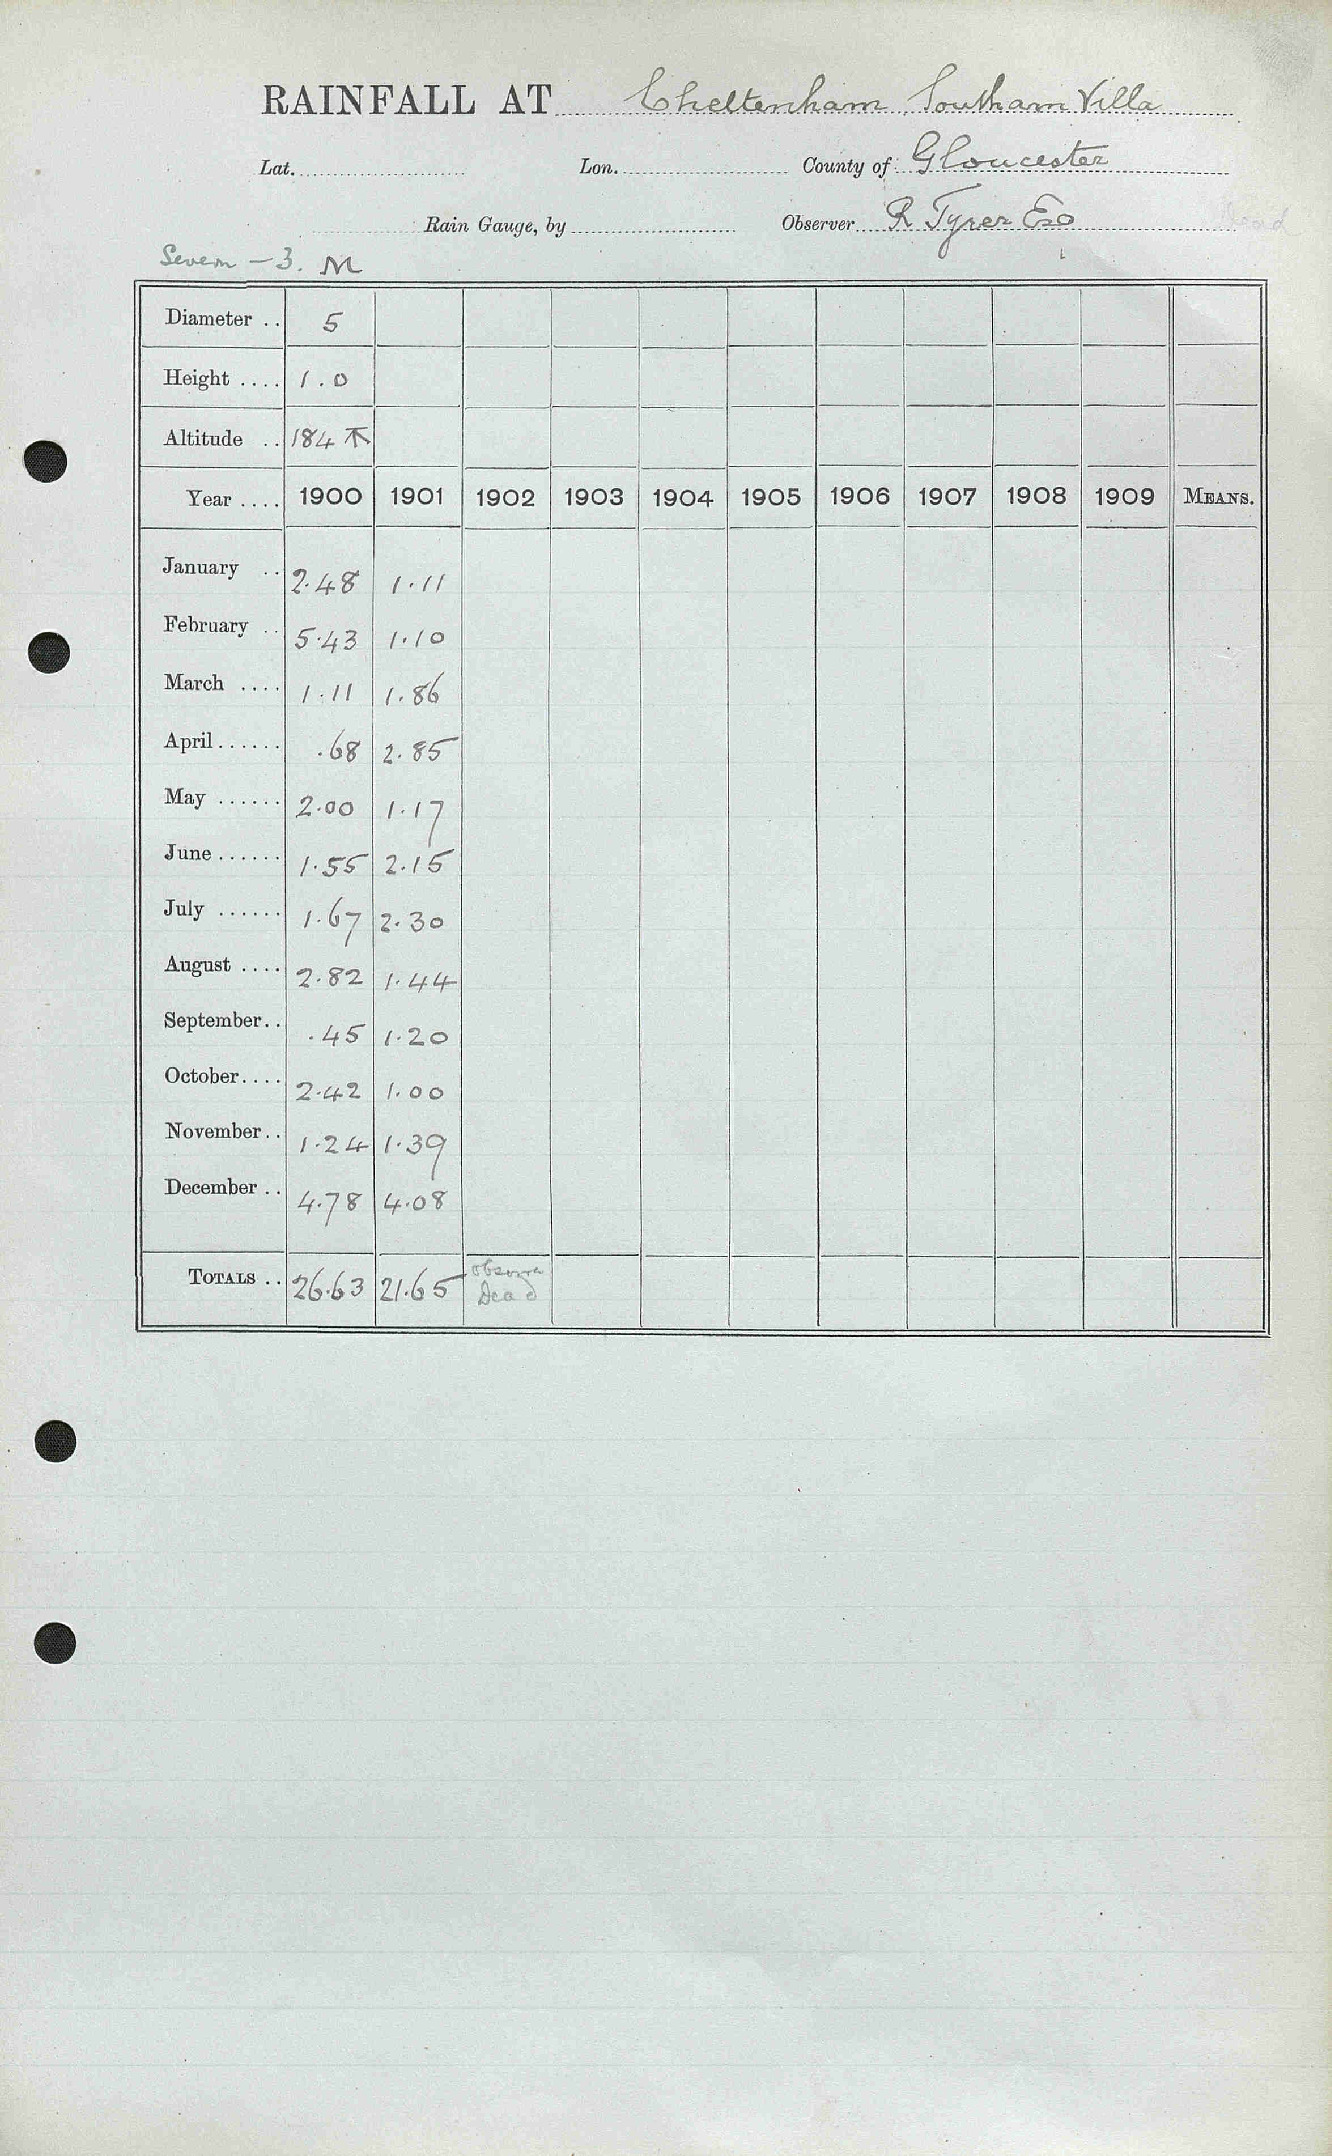 RAINFALL AT Cheltenham, Southam Villa
Lat. Lon. County of Gloucester
Rain Gauge, by Observer R Tyrer Esq Dead
Severn - 3. M
Diameter .. 5
Height .... 1.0
Altitude .. 184
Year .... 1900 1901 1902 1903 1904 1905 1906 1907 1908 1909 MEANS.
January .. 2.48 1.11
February .. 5.43 1.10
March .... 1.11 1.86
April ...... .68 2.85
May ...... 2.00 1.17
June ...... 1.55 2.15
July ...... 1.67 2.30
August .... 2.82 1.44
September .. .45 1.20
October .... 2.42 1.00
November .. 1.24 1.39
December .. 4.78 4.08
TOTALS .. 26.63 21.65 Dead